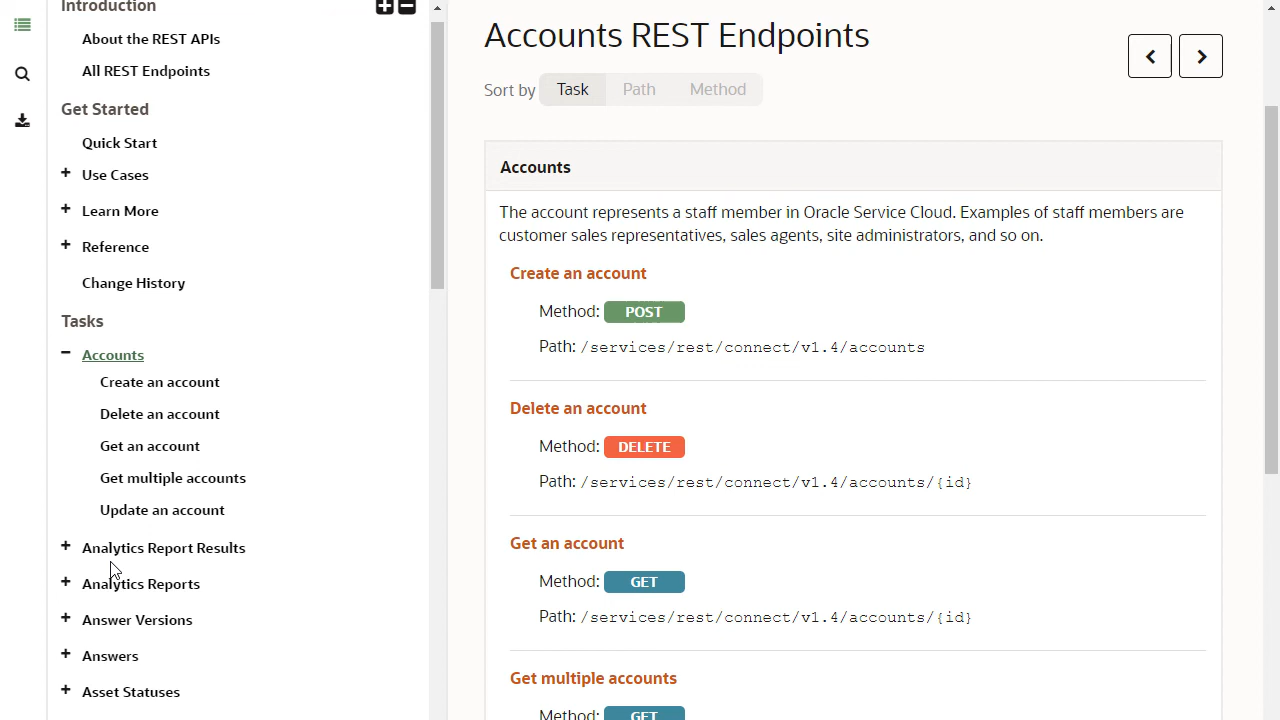 Introduction
About the REST APIs
All REST Endpoints
Get Started
Quick Start
+ Use Cases
+ Learn More
+ Reference
Change History
Tasks
− Accounts
Create an account
Delete an account
Get an account
Get multiple accounts
Update an account
+ Analytics Report Results
+ Analytics Reports
+ Answer Versions
+ Answers
+ Asset Statuses
Accounts REST Endpoints
Sort by Task Path Method
Accounts
The account represents a staff member in Oracle Service Cloud. Examples of staff members are
customer sales representatives, sales agents, site administrators, and so on.
Create an account
Method: POST
Path: /services/rest/connect/v1.4/accounts
Delete an account
Method: DELETE
Path: /services/rest/connect/v1.4/accounts/{id}
Get an account
Method: GET
Path: /services/rest/connect/v1.4/accounts/{id}
Get multiple accounts
Method: GET